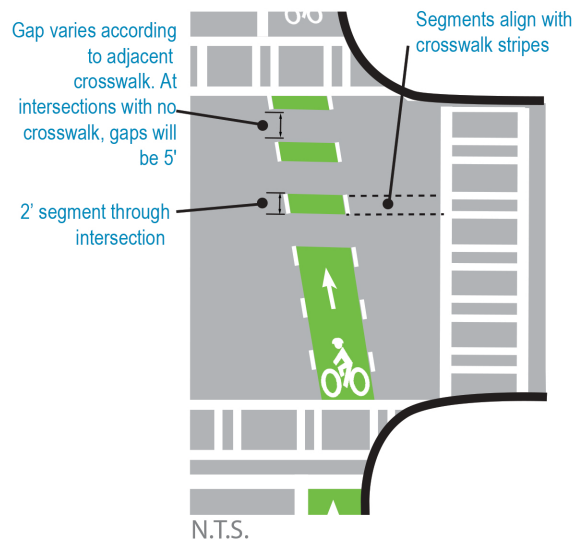 Gap varies according
to adjacent
crosswalk. At
intersections with no
crosswalk, gaps will
be 5'
Segments align with
crosswalk stripes
2’ segment through
intersection
N.T.S.